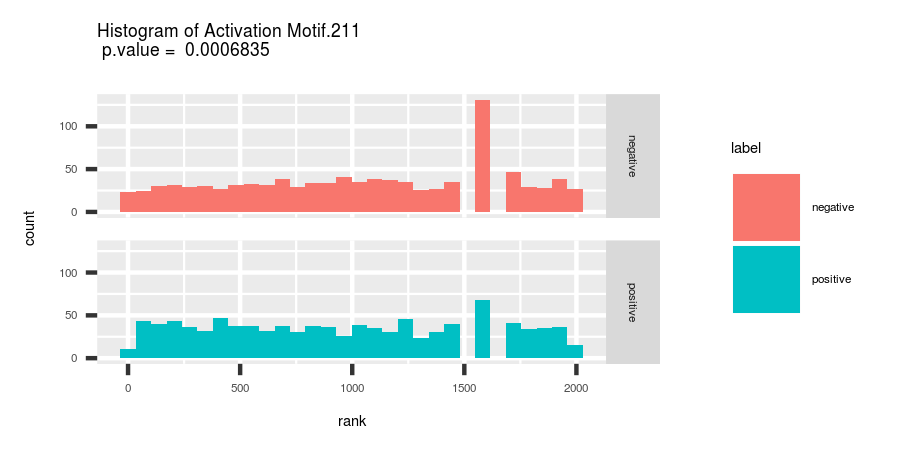 Histogram of Activation Motif.211
p.value = 0.0006835
count
100
50
0
negative
100
50
0
positive
0 500 1000 1500 2000
rank
label
negative
positive